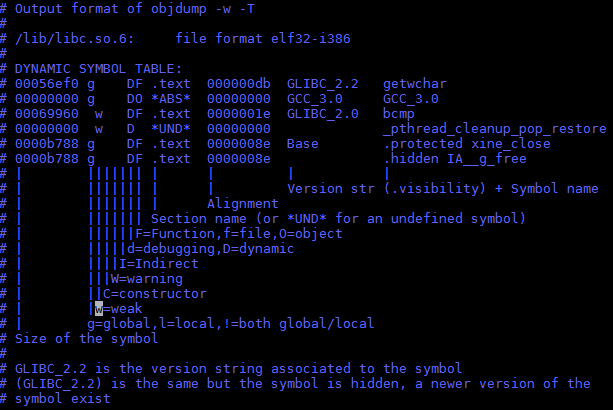 # Output format of objdump -w -T
#
# /lib/libc.so.6:     file format elf32-i386
#
# DYNAMIC SYMBOL TABLE:
# 00056ef0 g    DF .text  000000db  GLIBC_2.2   getwchar
# 00000000 g    DO *ABS*  00000000  GCC_3.0     GCC_3.0
# 00069960  w   DF .text  0000001e  GLIBC_2.0   bcmp
# 00000000  w   D  *UND*  00000000              _pthread_cleanup_pop_restore
# 0000b788 g    DF .text  0000008e  Base        .protected xine_close
# 0000b788 g    DF .text  0000008e              .hidden IA__g_free
# |        ||||||| |      |         |           |
# |        ||||||| |      |         Version str (.visibility) + Symbol name
# |        ||||||| |      Alignment
# |        ||||||| Section name (or *UND* for an undefined symbol)
# |        ||||||F=Function,f=file,O=object
# |        |||||d=debugging,D=dynamic
# |        ||||I=Indirect
# |        |||W=warning
# |        ||C=constructor
# |        |w=weak
# |        g=global,l=local,!=both global/local
# Size of the symbol
#
# GLIBC_2.2 is the version string associated to the symbol
# (GLIBC_2.2) is the same but the symbol is hidden, a newer version of the
# symbol exist